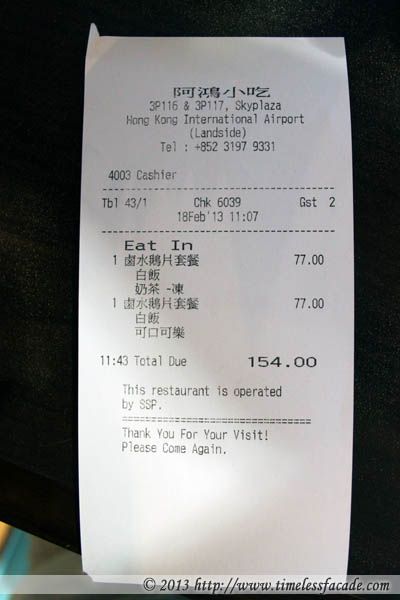 阿鴻小吃
3P116 & 3P117, Skyplaza
Hong Kong International Airport
(Landside)
Tel : +852 3197 9331
4003 Cashier
Tbl 43/1 Chk 6039 Gst 2
18Feb'13 11:07
Eat In
1 鹵水鵝片套餐 77.00
白飯
奶茶 -凍
1 鹵水鵝片套餐 77.00
白飯
可口可樂
11:43 Total Due 154.00
This restaurant is operated
by SSP.
Thank You For Your Visit!
Please Come Again.
© 2013 http://www.timelessfacade.com